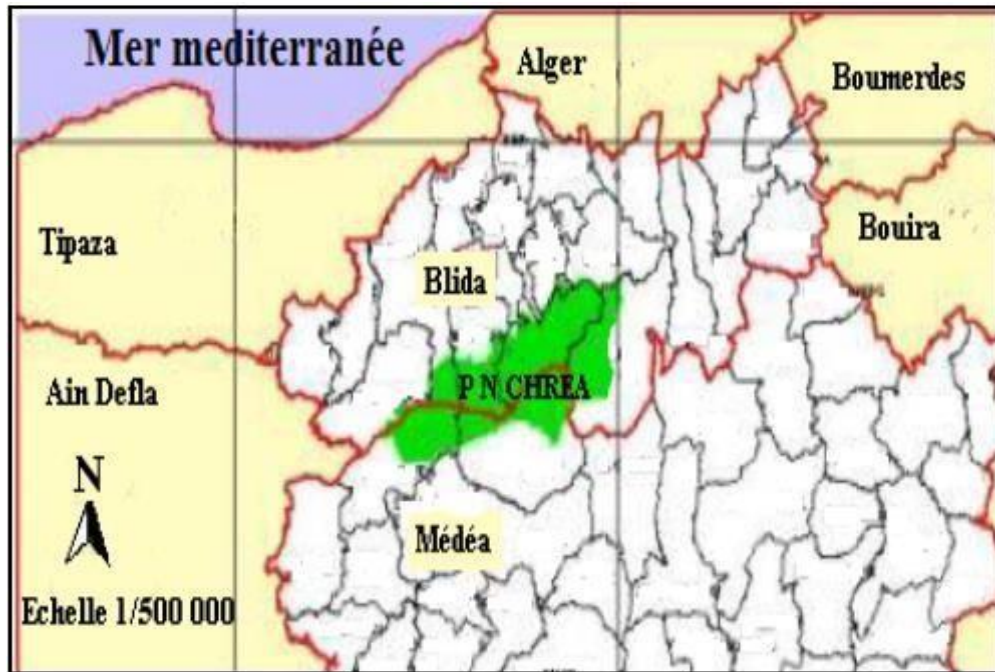 Mer mediterranée
Alger
Boumerdes
Tipaza
Bouira
Blida
Ain Defla
P N CHREA
N
Médéa
Echelle 1/500 000